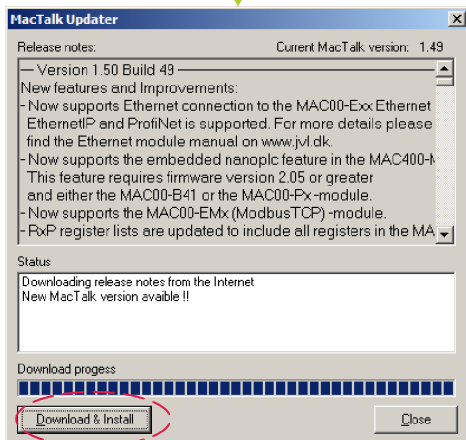 MacTalk Updater
Release notes: Current MacTalk version: 1.49
— Version 1.50 Build 49 —
New features and Improvements:
- Now supports Ethernet connection to the MAC00-Exx Ethernet
EthernetIP and ProfiNet is supported. For more details please
find the Ethernet module manual on www.jvl.dk.
- Now supports the embedded nanoplc feature in the MAC400-
This feature requires firmware version 2.05 or greater
and either the MAC00-B41 or the MAC00-Px-module.
- Now supports the MAC00-EMx (ModbusTCP) -module.
- RxP register lists are updated to include all registers in the MA
Status
Downloading release notes from the Internet
New MacTalk version avaible !!
Download progess
Download & Install
Close